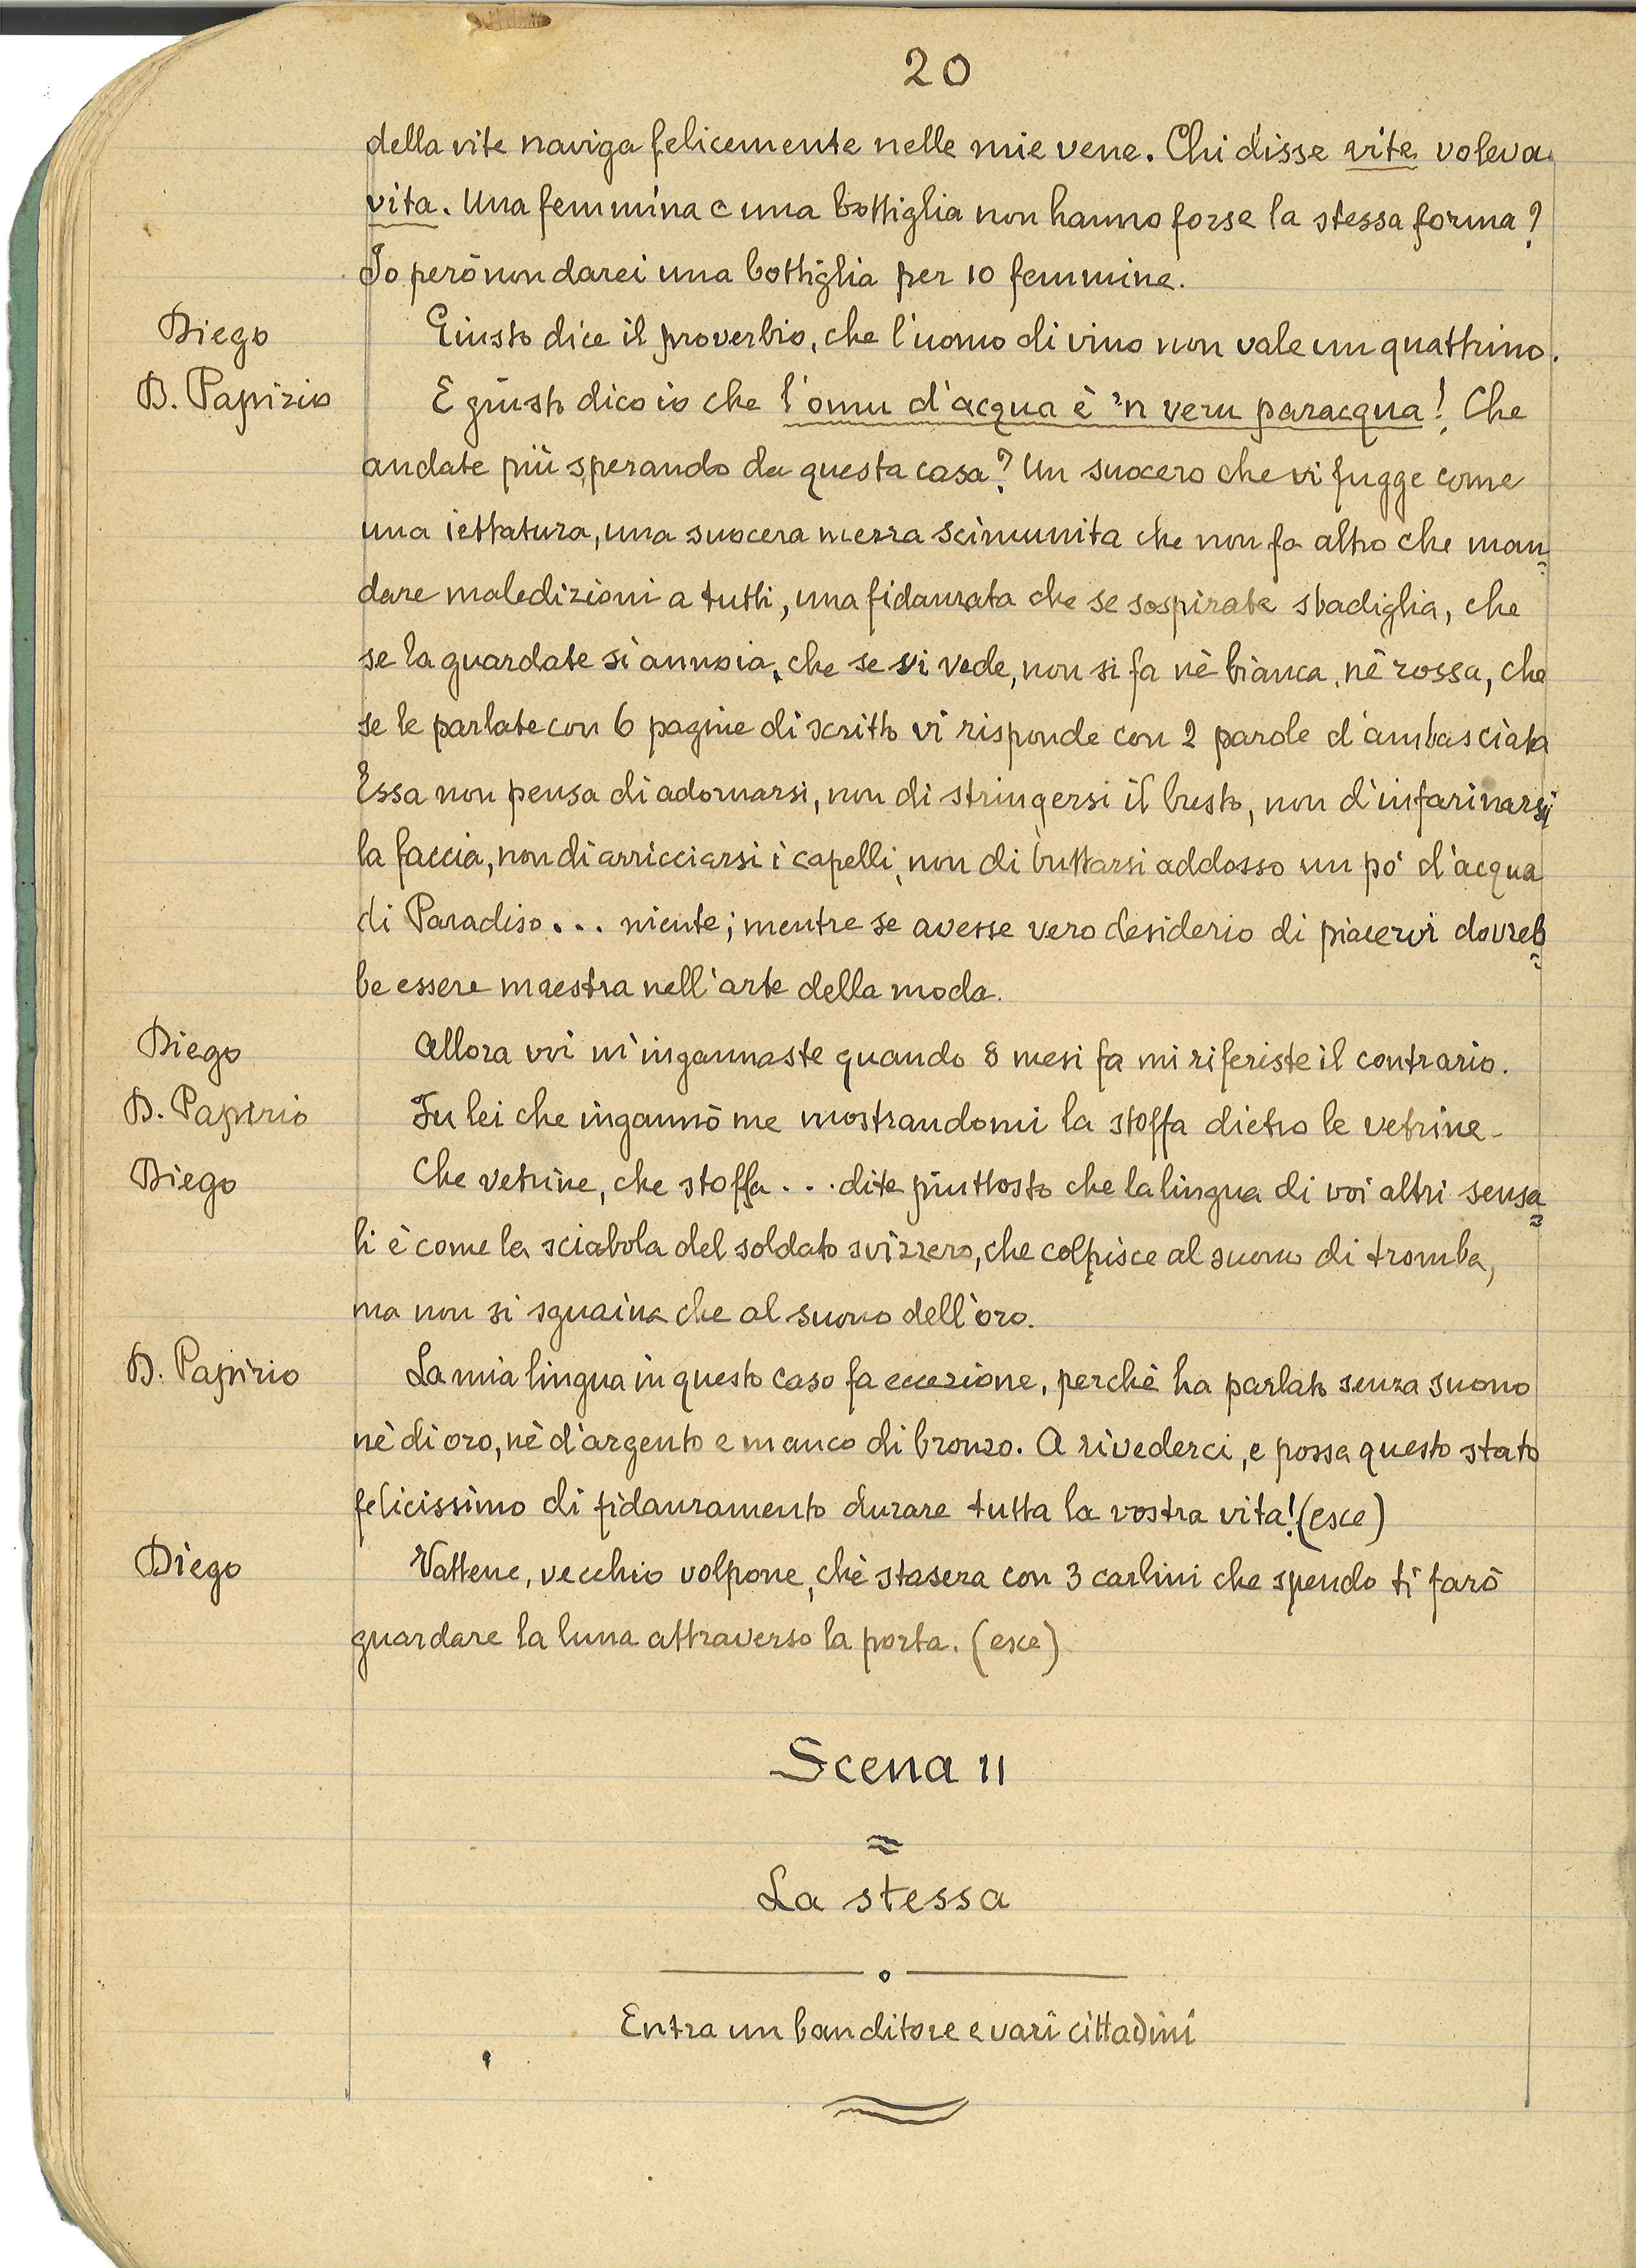 20
della vite naviga felicemente nelle mie vene. Chi disse vite voleva
vita. Una femmina e una bottiglia non hanno forse la stessa forma?
Io però non darei una bottiglia per 10 femmine.
Diego Giusto dice il proverbio, che l'uomo di vino non vale un quattrino.
D. Papirio E giusto dico io che l'omu d'acqua è 'n veru paracqua! Che
andate più sperando da questa casa? Un suocero che vi fugge come
una iettatura, una suocera mezza scimunita che non fa altro che man=
dare maledizioni a tutti, una fidanzata che se sospirate sbadiglia, che
se la guardate si annoia, che se vi vede, non si fa nè bianca, nè rossa, che
se le parlate con 6 pagine di scritto vi risponde con 2 parole d'ambasciata
Essa non pensa di adornarsi, non di stringersi il busto, non d'infarinarsi
la faccia, non di arricciarsi i capelli, non di buttarsi addosso un pò d'acqua
di Paradiso... niente; mentre se avesse vero desiderio di piacervi dovreb=
be essere maestra nell'arte della moda.
Diego Allora voi m'ingannaste quando 8 mesi fa mi riferiste il contrario.
D. Papirio Fu lei che ingannò me mostrandomi la stoffa dietro le vetrine.
Diego Che vetrine, che stoffa... dite piuttosto che la lingua di voi altri sensa=
li è come la sciabola del soldato svizzero, che colpisce al suono di tromba,
ma non si sguaina che al suono dell'oro.
D. Papirio La mia lingua in questo caso fa eccezione, perchè ha parlato senza suono
nè di oro, nè d'argento e manco di bronzo. A rivederci, e possa questo stato
felicissimo di fidanzamento durare tutta la vostra vita! (esce)
Diego Vattene, vecchio volpone, chè stasera con 3 carlini che spendo ti farò
guardare la luna attraverso la porta. (esce)
Scena 11
La stessa
Entra un banditore e vari cittadini